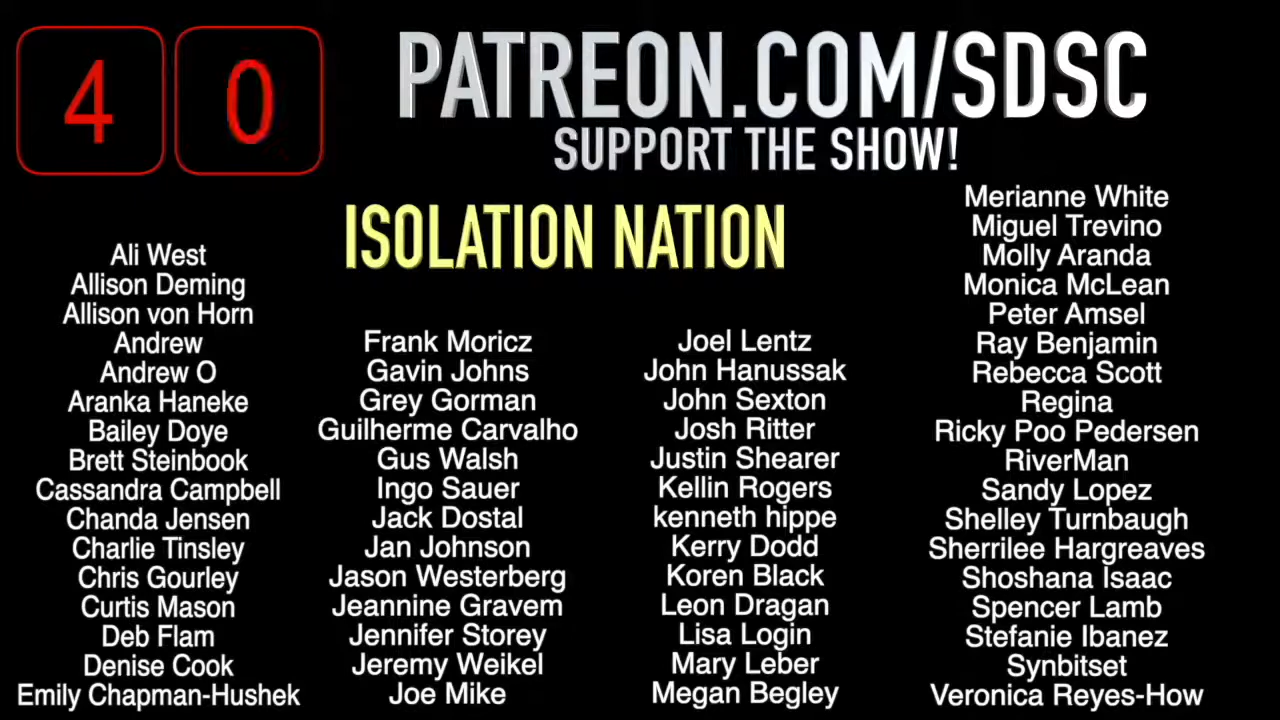 4 0
PATREON.COM/SDSC
SUPPORT THE SHOW!
ISOLATION NATION
Ali West
Allison Deming
Allison von Horn
Andrew
Andrew O
Aranka Haneke
Bailey Doye
Brett Steinbook
Cassandra Campbell
Chanda Jensen
Charlie Tinsley
Chris Gourley
Curtis Mason
Deb Flam
Denise Cook
Emily Chapman-Hushek
Frank Moricz
Gavin Johns
Grey Gorman
Guilherme Carvalho
Gus Walsh
Ingo Sauer
Jack Dostal
Jan Johnson
Jason Westerberg
Jeannine Gravem
Jennifer Storey
Jeremy Weikel
Joe Mike
Joel Lentz
John Hanussak
John Sexton
Josh Ritter
Justin Shearer
Kellin Rogers
kenneth hippe
Kerry Dodd
Koren Black
Leon Dragan
Lisa Login
Mary Leber
Megan Begley
Merianne White
Miguel Trevino
Molly Aranda
Monica McLean
Peter Amsel
Ray Benjamin
Rebecca Scott
Regina
Ricky Poo Pedersen
RiverMan
Sandy Lopez
Shelley Turnbaugh
Sherrilee Hargreaves
Shoshana Isaac
Spencer Lamb
Stefanie Ibanez
Synbitset
Veronica Reyes-How